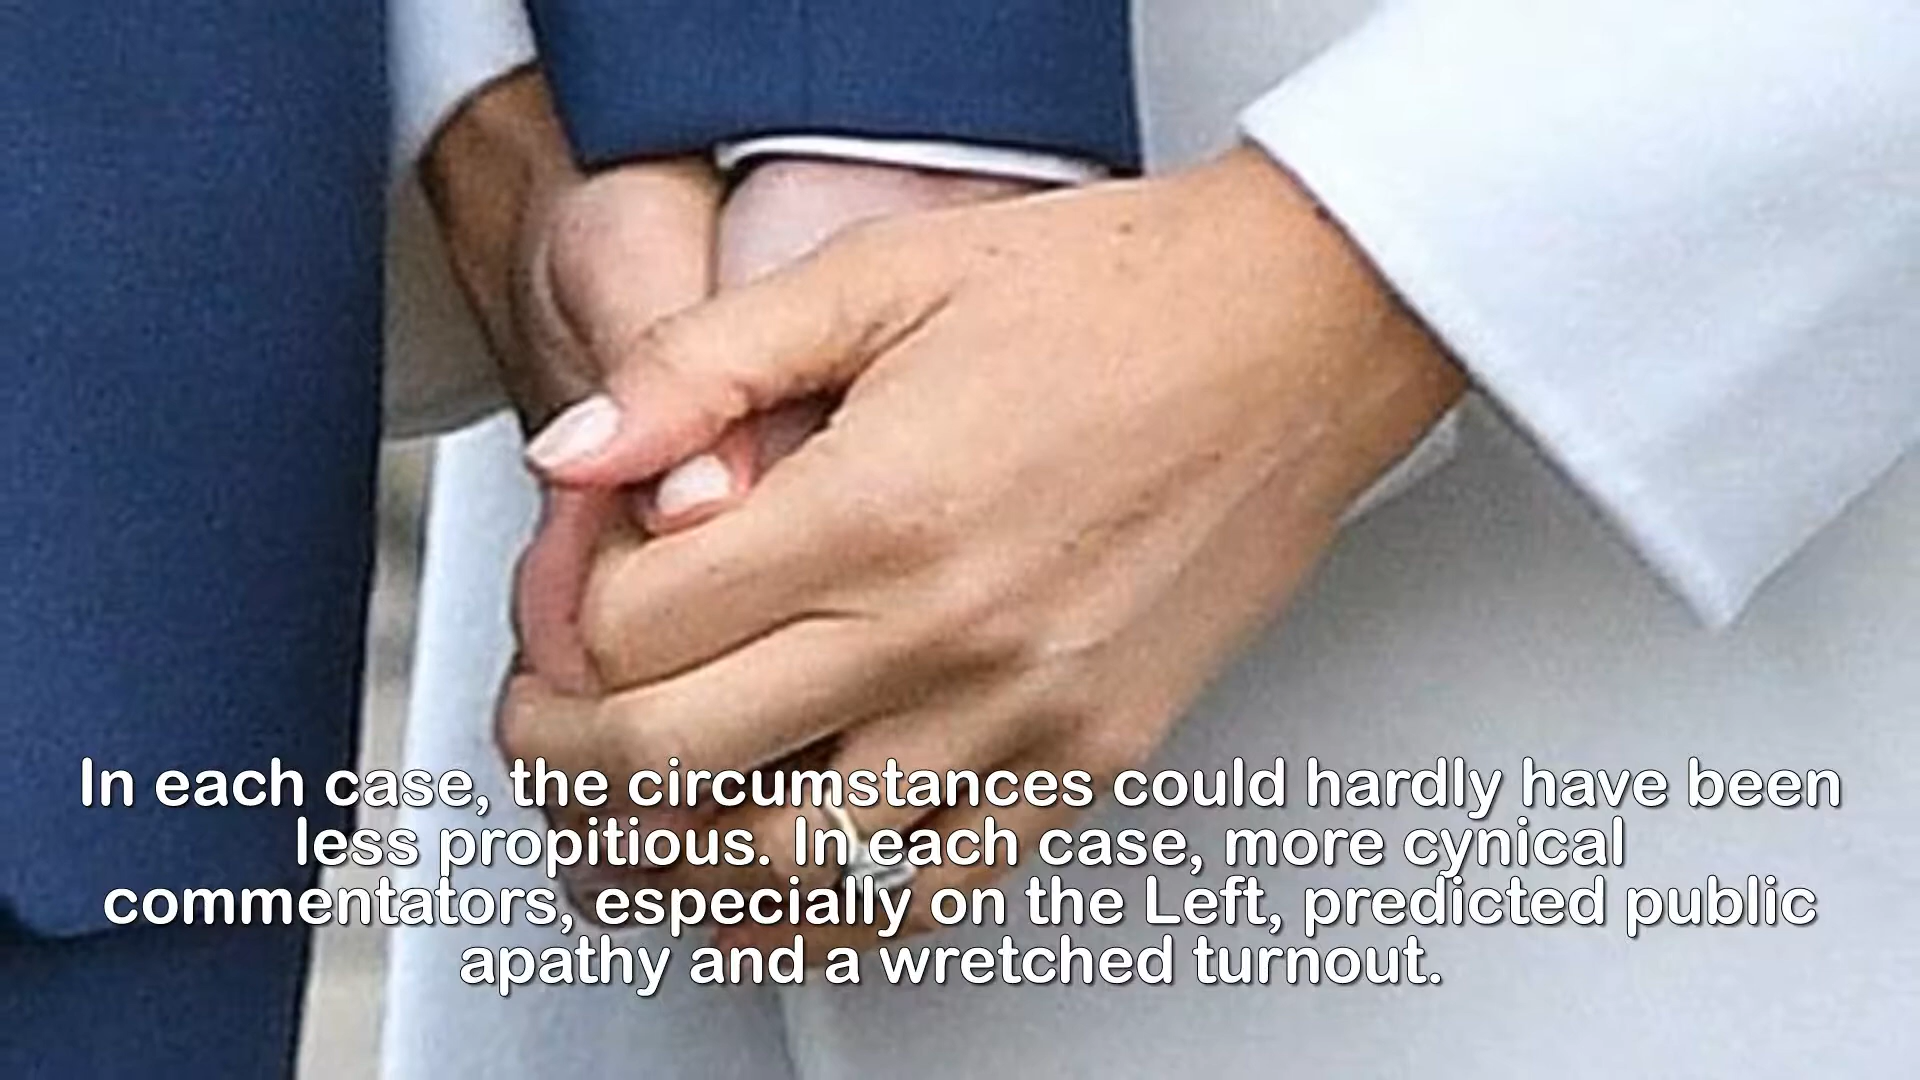 In each case, the circumstances could hardly have been
less propitious. In each case, more cynical
commentators, especially on the Left, predicted public
apathy and a wretched turnout.